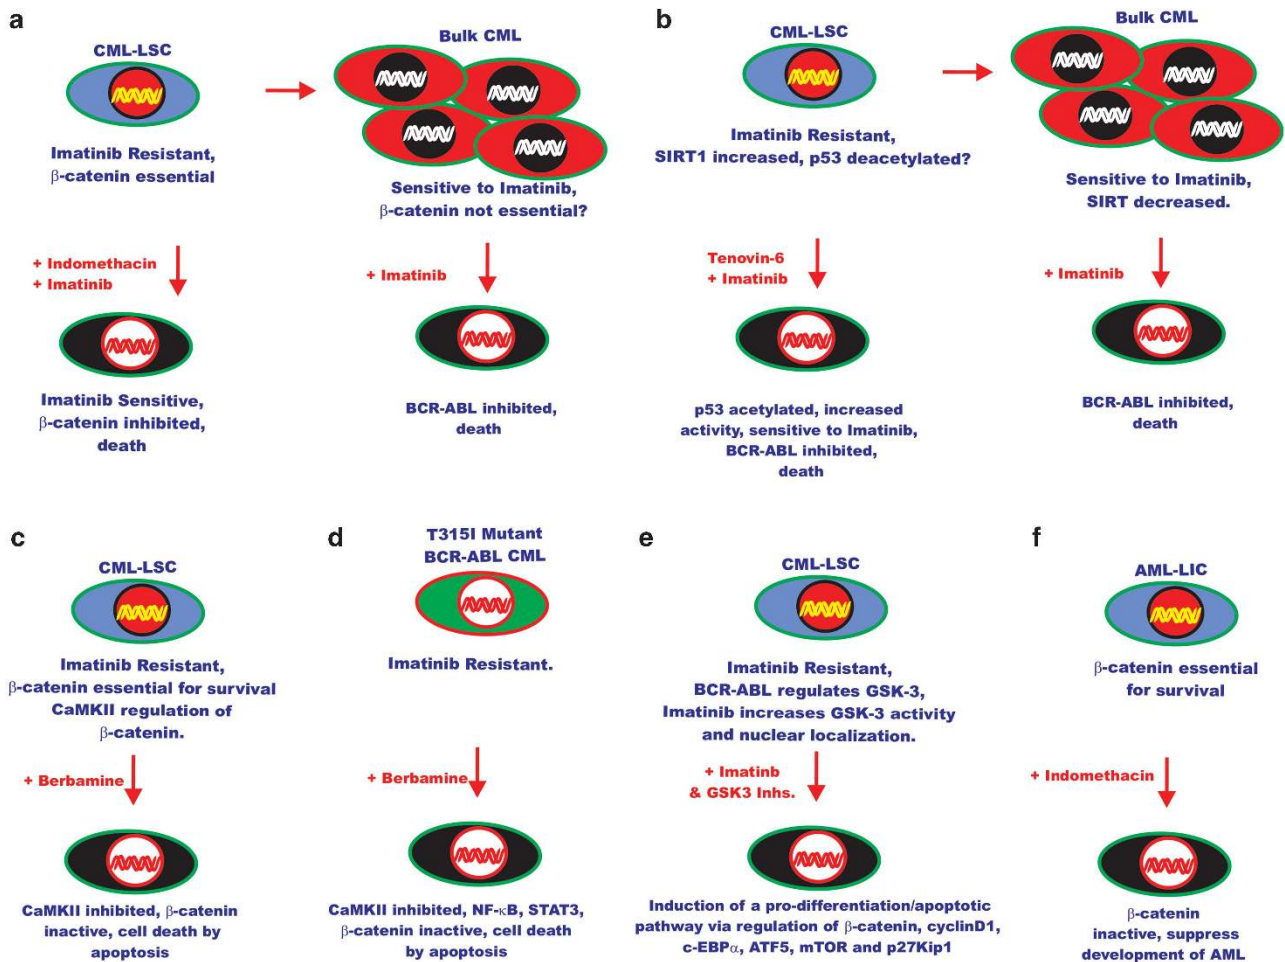 a
CML-LSC
Bulk CML
Imatinib Resistant,
β-catenin essential
Sensitive to Imatinib,
β-catenin not essential?
+ Indomethacin
+ Imatinib
+ Imatinib
Imatinib Sensitive,
β-catenin inhibited,
death
BCR-ABL inhibited,
death
b
CML-LSC
Bulk CML
Imatinib Resistant,
SIRT1 increased, p53 deacetylated?
Sensitive to Imatinib,
SIRT decreased.
Tenovin-6
+ Imatinib
+ Imatinib
p53 acetylated, increased
activity, sensitive to Imatinib,
BCR-ABL inhibited,
death
BCR-ABL inhibited,
death
c
CML-LSC
Imatinib Resistant,
β-catenin essential for survival
CaMKII regulation of
β-catenin.
+ Berbamine
CaMKII inhibited, β-catenin
inactive, cell death by
apoptosis
d
T315I Mutant
BCR-ABL CML
Imatinib Resistant.
+ Berbamine
CaMKII inhibited, NF-κB, STAT3,
β-catenin inactive, cell death
by apoptosis
e
CML-LSC
Imatinib Resistant,
BCR-ABL regulates GSK-3,
Imatinib increases GSK-3 activity
and nuclear localization.
+ Imatinb
& GSK3 Inhs.
Induction of a pro-differentiation/apoptotic
pathway via regulation of β-catenin, cyclinD1,
c-EBPα, ATF5, mTOR and p27Kip1
f
AML-LIC
β-catenin essential
for survival
+ Indomethacin
β-catenin
inactive, suppress
development of AML